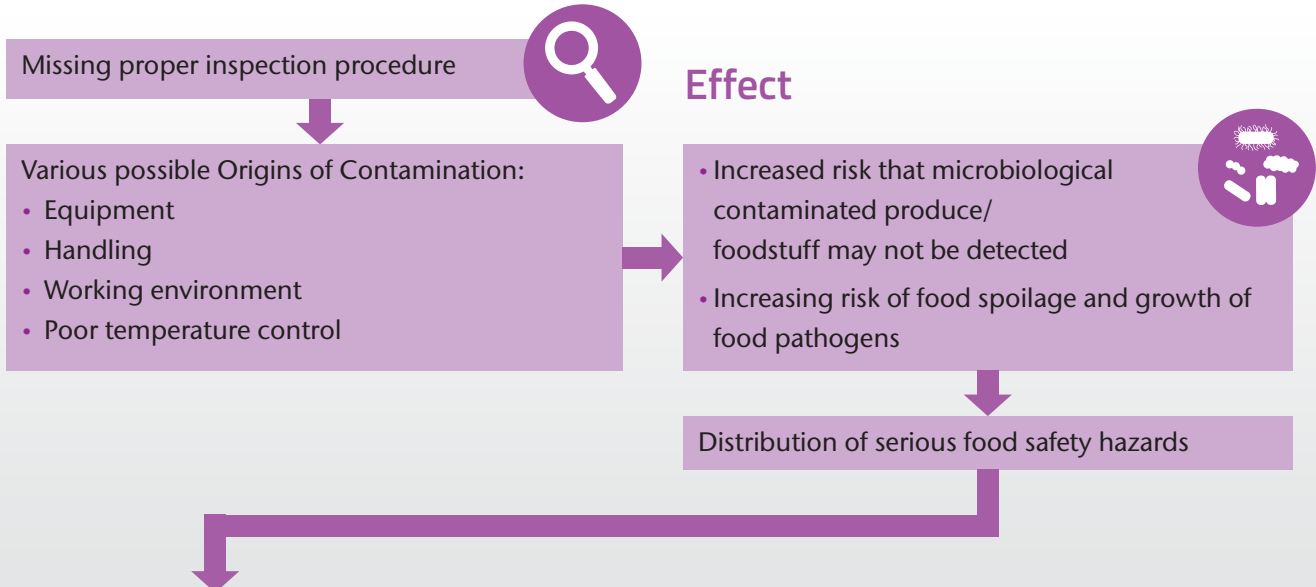 Missing proper inspection procedure
Various possible Origins of Contamination:
• Equipment
• Handling
• Working environment
• Poor temperature control
Effect
• Increased risk that microbiological
contaminated produce/
foodstuff may not be detected
• Increasing risk of food spoilage and growth of
food pathogens
Distribution of serious food safety hazards